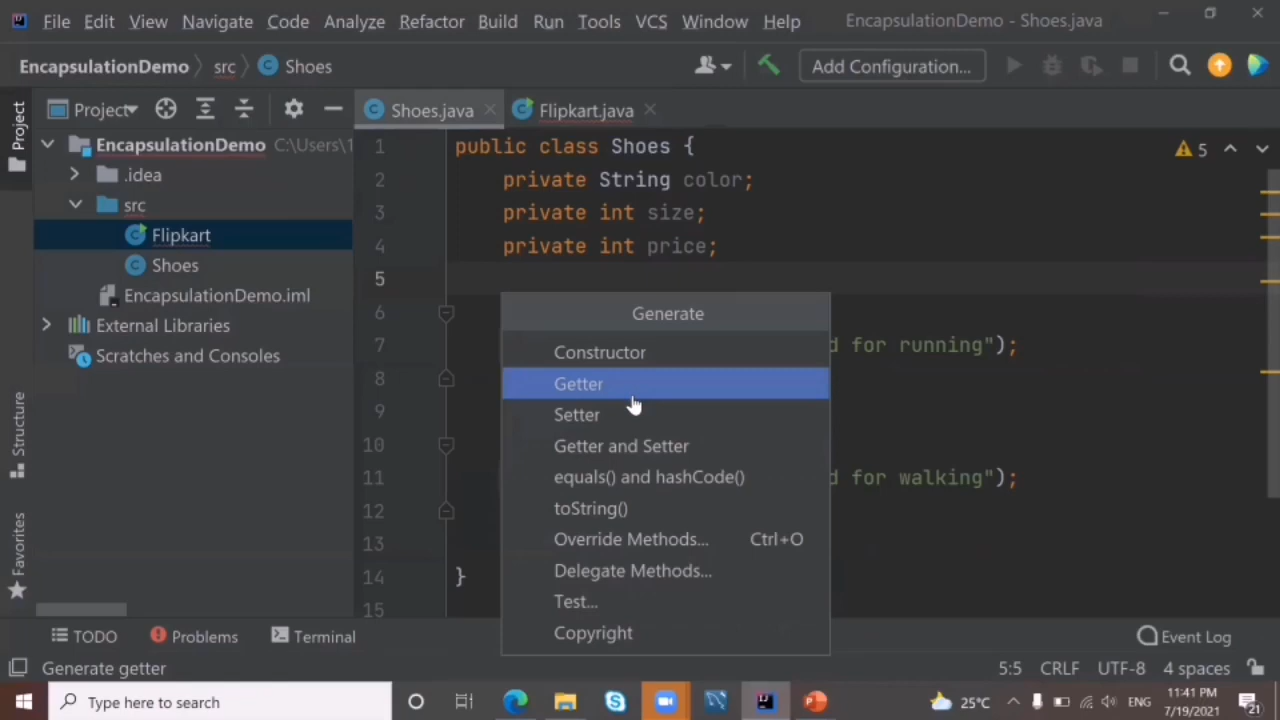 File Edit View Navigate Code Analyze Refactor Build Run Tools VCS Window Help EncapsulationDemo - Shoes.java
EncapsulationDemo src Shoes Add Configuration...
Project Shoes.java Flipkart.java
Project
Structure
Favorites
EncapsulationDemo C:\Users\1
.idea
src
Flipkart
Shoes
EncapsulationDemo.iml
External Libraries
Scratches and Consoles
5
1 public class Shoes {
2 private String color;
3 private int size;
4 private int price;
5
6
7 d for running");
8
9
10
11 d for walking");
12
13
14 }
15
Generate
Constructor
Getter
Setter
Getter and Setter
equals() and hashCode()
toString()
Override Methods... Ctrl+O
Delegate Methods...
Test...
Copyright
TODO Problems Terminal Event Log
Generate getter 5:5 CRLF UTF-8 4 spaces
Type here to search 25°C ENG 11:41 PM
7/19/2021 21